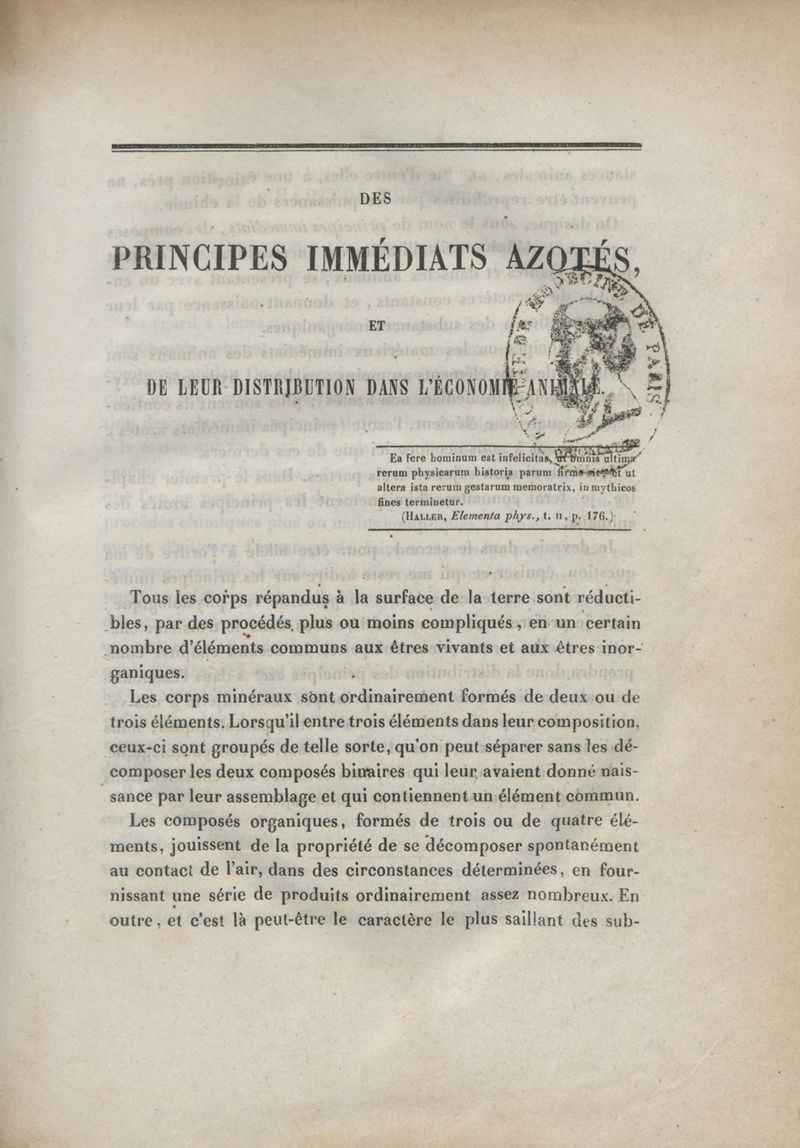 DES
PRINCIPES IMMÉDIATS AZOTÉS,
ET
DE LEUR DISTRIBUTION DANS L'ÉCONOMIE ANIMALE.
DE PARIS
Ea fere hominum est infelicitas, ut omnis ultima
rerum physicarum historia parum firma sit, et ut
altera ista rerum gestarum memoratrix, in mythicos
fines terminetur.
(HALLER, Elementa phys., t. II, p. 176.)
Tous les corps répandus à la surface de la terre sont réducti-
bles, par des procédés plus ou moins compliqués, en un certain
nombre d'éléments communs aux êtres vivants et aux êtres inor-
ganiques.
Les corps minéraux sont ordinairement formés de deux ou de
trois éléments. Lorsqu'il entre trois éléments dans leur composition,
ceux-ci sont groupés de telle sorte, qu'on peut séparer sans les dé-
composer les deux composés binaires qui leur avaient donné nais-
sance par leur assemblage et qui contiennent un élément commun.
Les composés organiques, formés de trois ou de quatre élé-
ments, jouissent de la propriété de se décomposer spontanément
au contact de l'air, dans des circonstances déterminées, en four-
nissant une série de produits ordinairement assez nombreux. En
outre, et c'est là peut-être le caractère le plus saillant des sub-